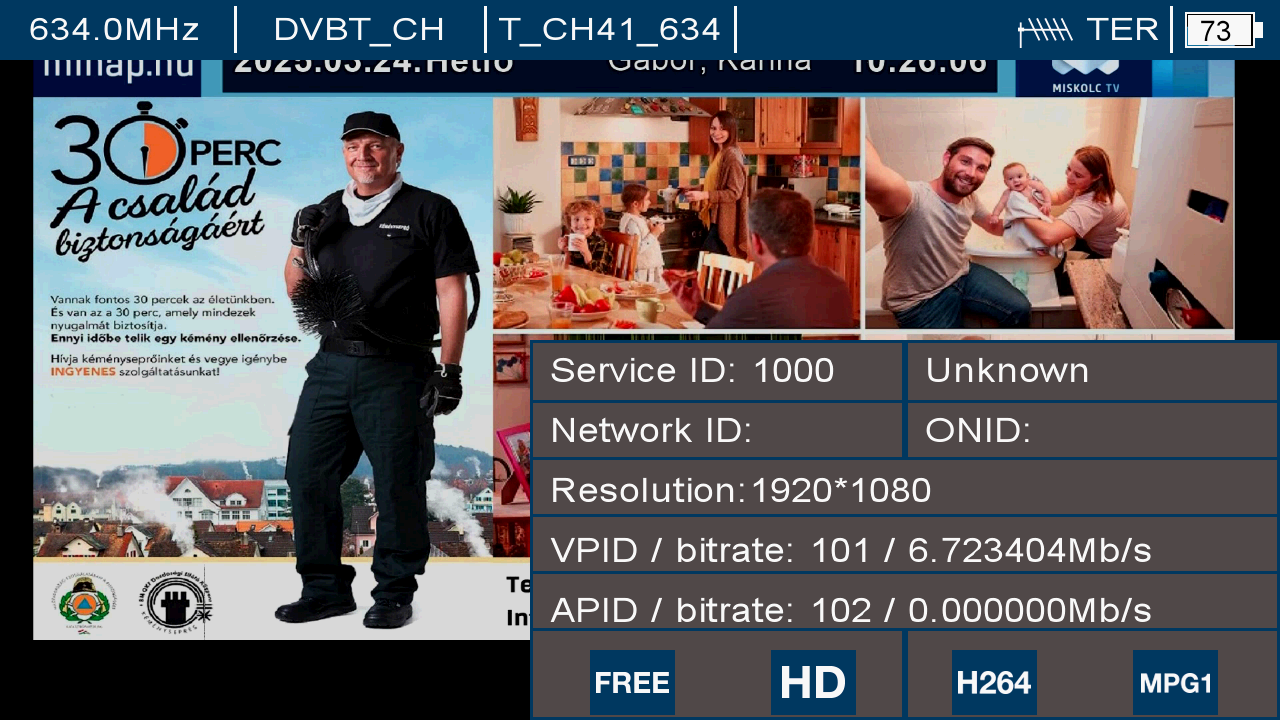 634.0MHz
DVBT_CH
T_CH41_634
TER
73
minap.hu
2025.03.24.Hétfő
Gábor, Karina
10:26:06
MISKOLC TV
30 PERC
A család
biztonságáért
Vannak fontos 30 percek az életünkben.
És van az a 30 perc, amely mindezek
nyugalmát biztosítja.
Ennyi időbe telik egy kémény ellenőrzése.
Hívja kéményseprőinket és vegye igénybe
INGYENES szolgáltatásunkat!
Service ID: 1000
Unknown
Network ID:
ONID:
Resolution:1920*1080
VPID / bitrate: 101 / 6.723404Mb/s
APID / bitrate: 102 / 0.000000Mb/s
FREE
HD
H264
MPG1